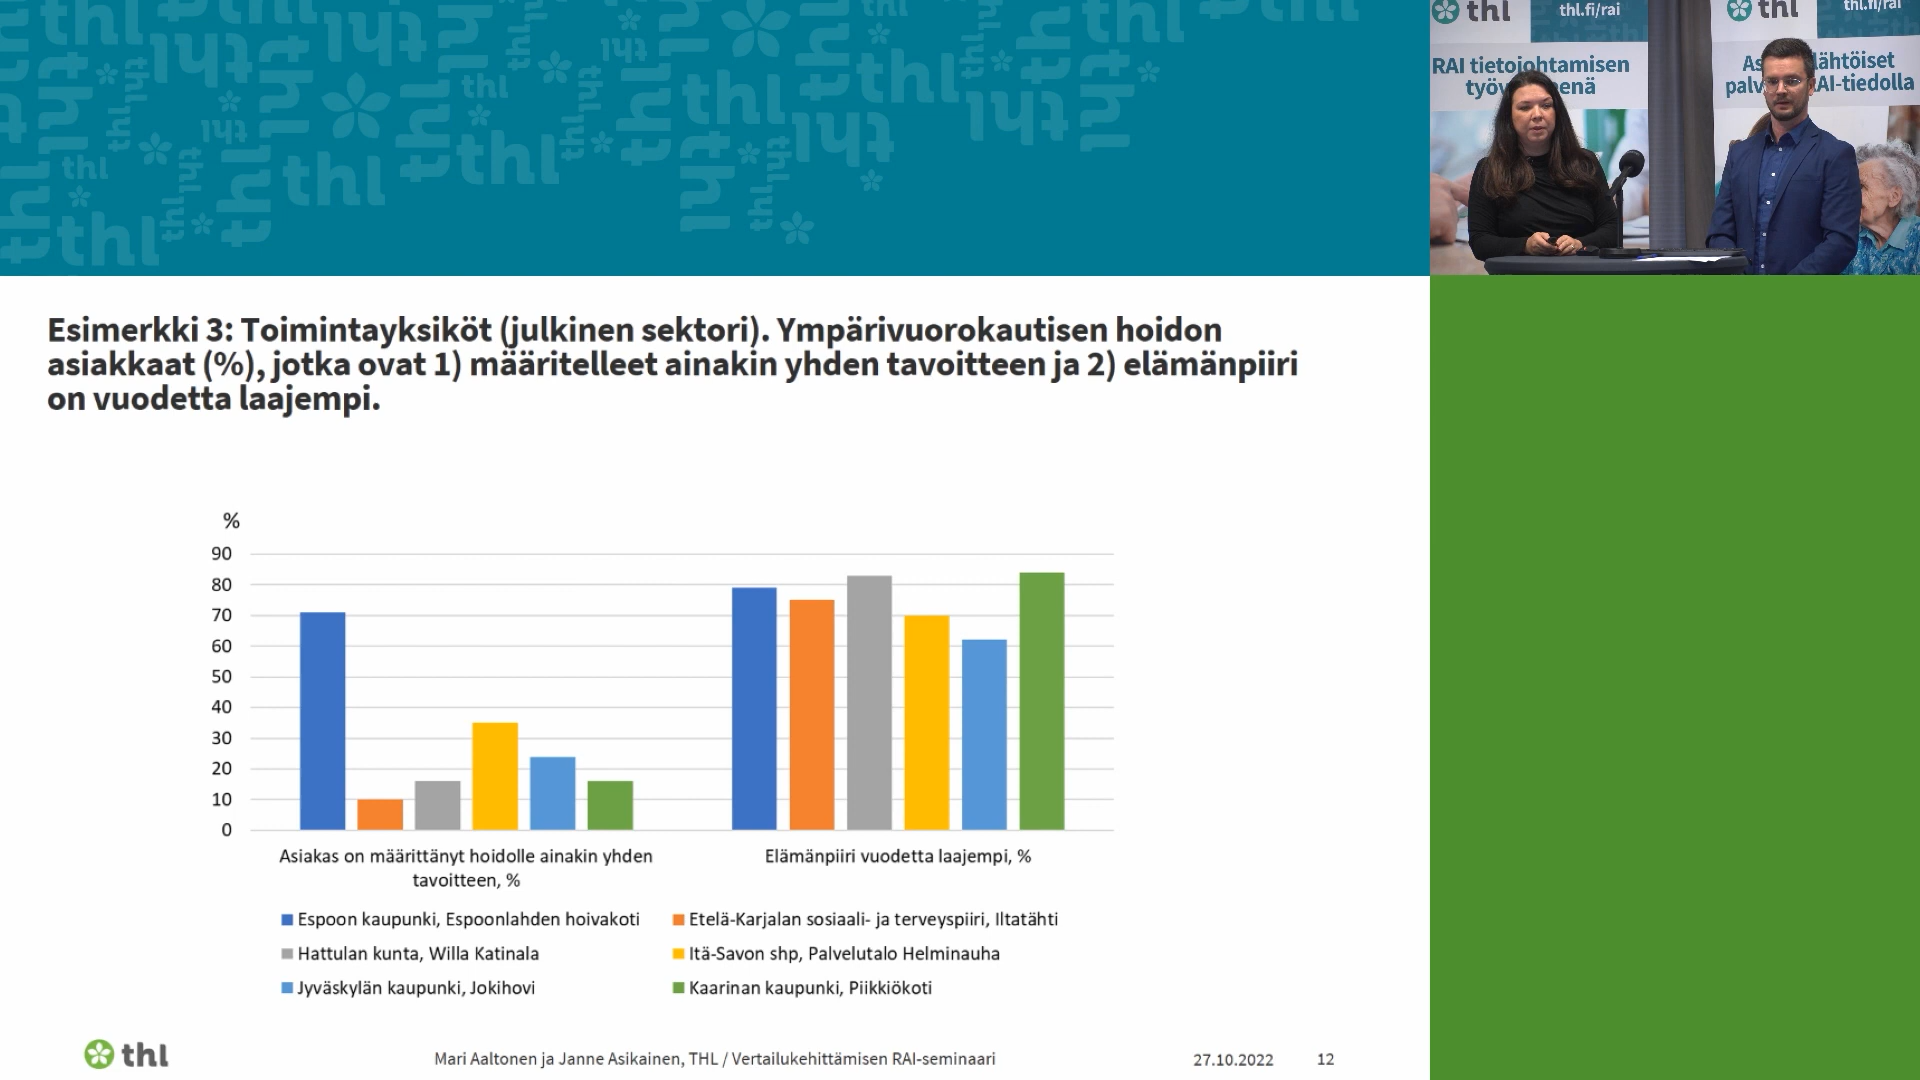 thl
thl.fi/rai
RAI tietojohtamisen
thl
thl.fi/rai
lähtöiset
AI-tiedolla
Esimerkki 3: Toimintayksiköt (julkinen sektori). Ympärivuorokautisen hoidon
asiakkaat (%), jotka ovat 1) määritelleet ainakin yhden tavoitteen ja 2) elämänpiiri
on vuodetta laajempi.
%
90
80
70
60
50
40
30
20
10
0
Asiakas on määrittänyt hoidolle ainakin yhden
tavoitteen, %
Elämänpiiri vuodetta laajempi, %
Espoon kaupunki, Espoonlahden hoivakoti
Etelä-Karjalan sosiaali- ja terveyspiiri, Iltatähti
Hattulan kunta, Willa Katinala
Itä-Savon shp, Palvelutalo Helminauha
Jyväskylän kaupunki, Jokihovi
Kaarinan kaupunki, Piikkiökoti
thl
Mari Aaltonen ja Janne Asikainen, THL / Vertailukehittämisen RAI-seminaari
27.10.2022
12